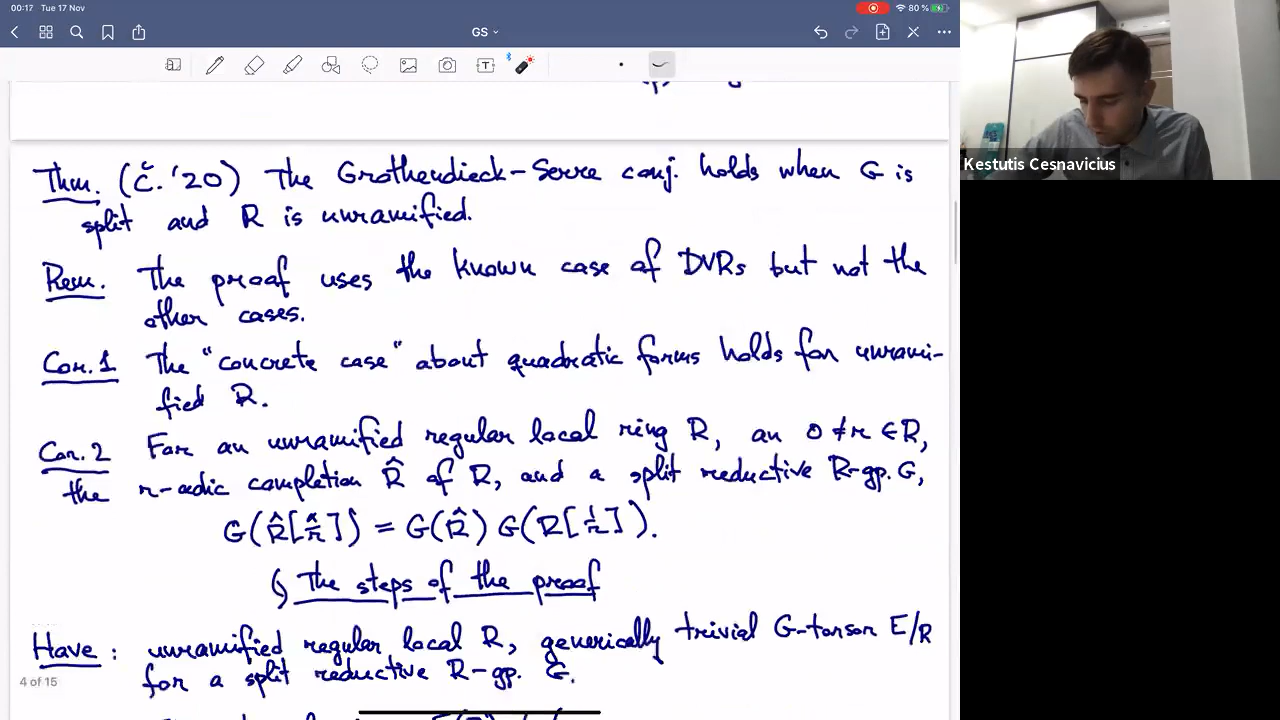 00:17 Tue 17 Nov
80 %
GS
Thm. (Č. '20) The Grothendieck-Serre conj. holds when G is
split and R is unramified.
Rem. The proof uses the known case of DVRs but not the
other cases.
Cor. 1 The "concrete case" about quadratic forms holds for unrami-
fied R.
Cor. 2 For an unramified regular local ring R, an 0 ≠ r ∈ R,
the r-adic completion R̂ of R, and a split reductive R-gp. G,
G(R̂[1/r]) = G(R̂) G(R[1/r]).
The steps of the proof
Have: unramified regular local R, generically trivial G-torsor E/R
for a split reductive R-gp. G.
4 of 15
Kestutis Cesnavicius